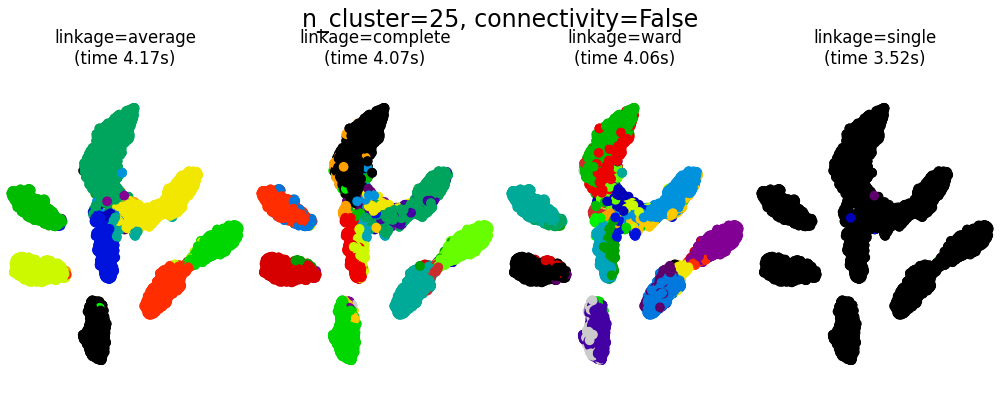 n_cluster=25, connectivity=False
linkage=average
(time 4.17s)
linkage=complete
(time 4.07s)
linkage=ward
(time 4.06s)
linkage=single
(time 3.52s)